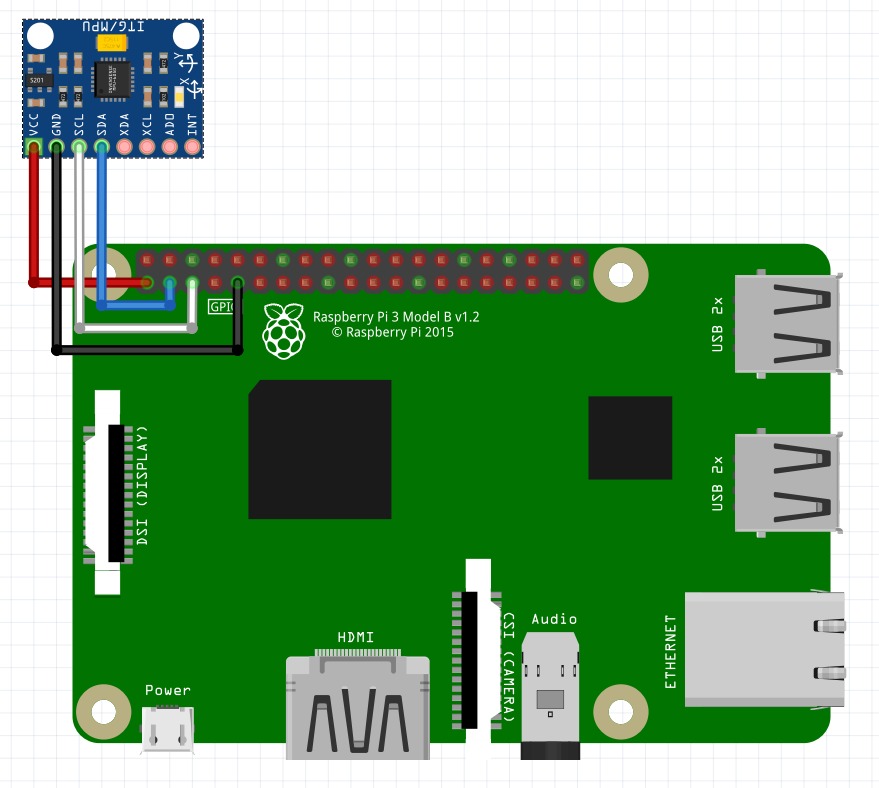 ITG/MPU
5201
VCC
GND
SCL
SDA
XDA
XCL
ADO
INT
Y
X
GPIO
Raspberry Pi 3 Model B v1.2
© Raspberry Pi 2015
USB 2x
USB 2x
DSI (DISPLAY)
HDMI
CSI (CAMERA)
Audio
ETHERNET
Power